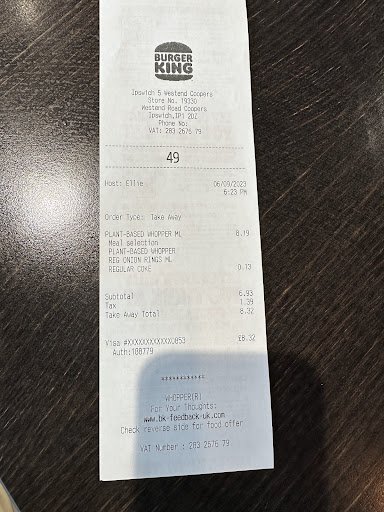 BURGER
KING
Ipswich 5 Westend Coopers
Store No. 19330
Westend Road Coopers
Ipswich,IP1 2DZ
Phone No:
VAT: 283 2676 79
49
Host: Ellie 06/09/2023
6:23 PM
Order Type: Take Away
PLANT-BASED WHOPPER ML 8.19
Meal selection
PLANT-BASED WHOPPER
REG ONION RINGS ML
REGULAR COKE 0.13
Subtotal 6.93
Tax 1.39
Take Away Total 8.32
Visa #XXXXXXXXXXXX0053 £8.32
Auth:108779
************
WHOPPER(R)
For Your Thoughts:
www.bk-feedback-uk.com
Check reverse side for food offer
VAT Number : 283 2676 79